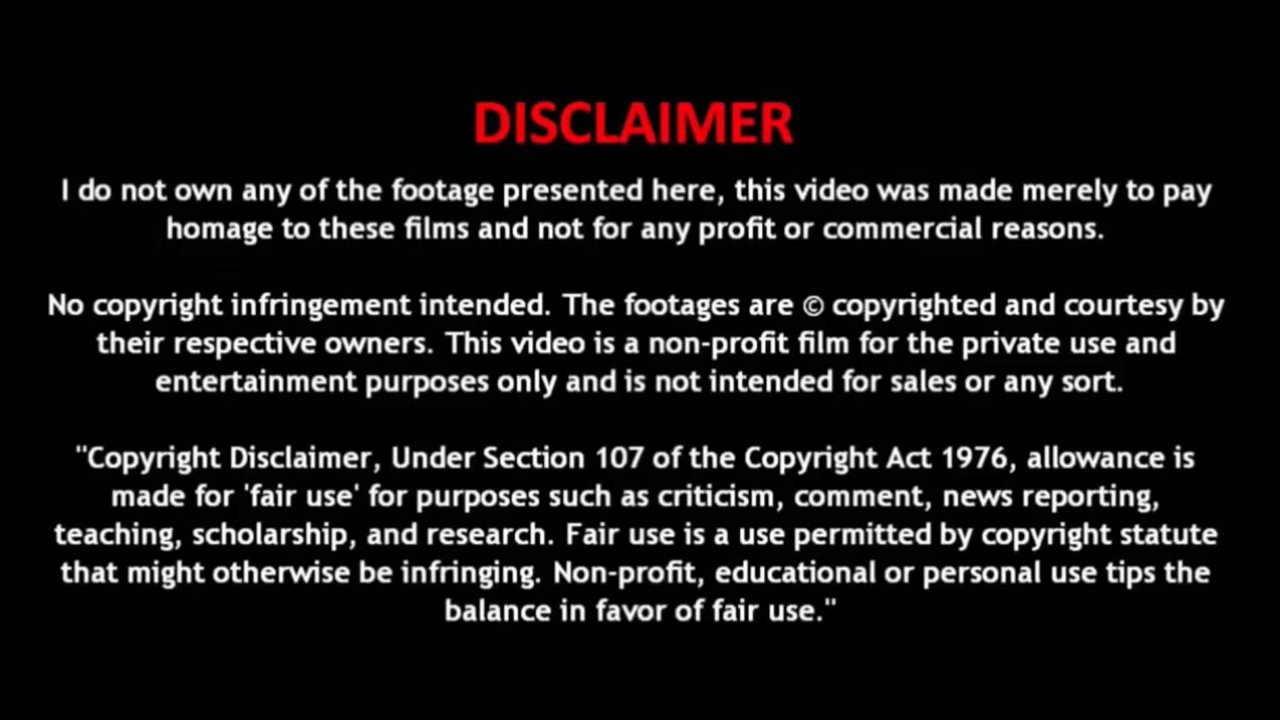 DISCLAIMER
I do not own any of the footage presented here, this video was made merely to pay
homage to these films and not for any profit or commercial reasons.
No copyright infringement intended. The footages are © copyrighted and courtesy by
their respective owners. This video is a non-profit film for the private use and
entertainment purposes only and is not intended for sales or any sort.
"Copyright Disclaimer, Under Section 107 of the Copyright Act 1976, allowance is
made for 'fair use' for purposes such as criticism, comment, news reporting,
teaching, scholarship, and research. Fair use is a use permitted by copyright statute
that might otherwise be infringing. Non-profit, educational or personal use tips the
balance in favor of fair use."